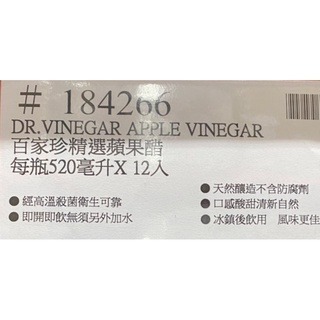 # 184266
DR.VINEGAR APPLE VINEGAR
百家珍精選蘋果醋
每瓶520毫升X 12入
●經高溫殺菌衛生可靠
●即開即飲無須另外加水
●天然釀造不含防腐劑
●口感酸甜清新自然
●冰鎮後飲用 風味更佳